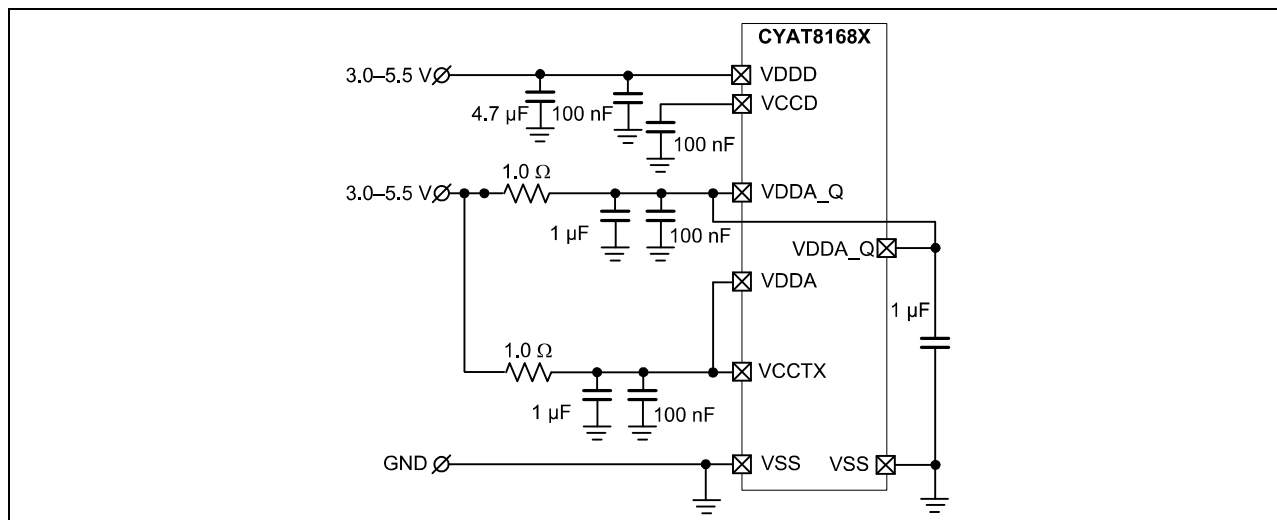 CYAT8168X
3.0–5.5 V
VDDD
4.7 µF
100 nF
VCCD
100 nF
1.0 Ω
3.0–5.5 V
VDDA_Q
1 µF
100 nF
VDDA_Q
VDDA
1 µF
1.0 Ω
VCCTX
1 µF
100 nF
GND
VSS
VSS